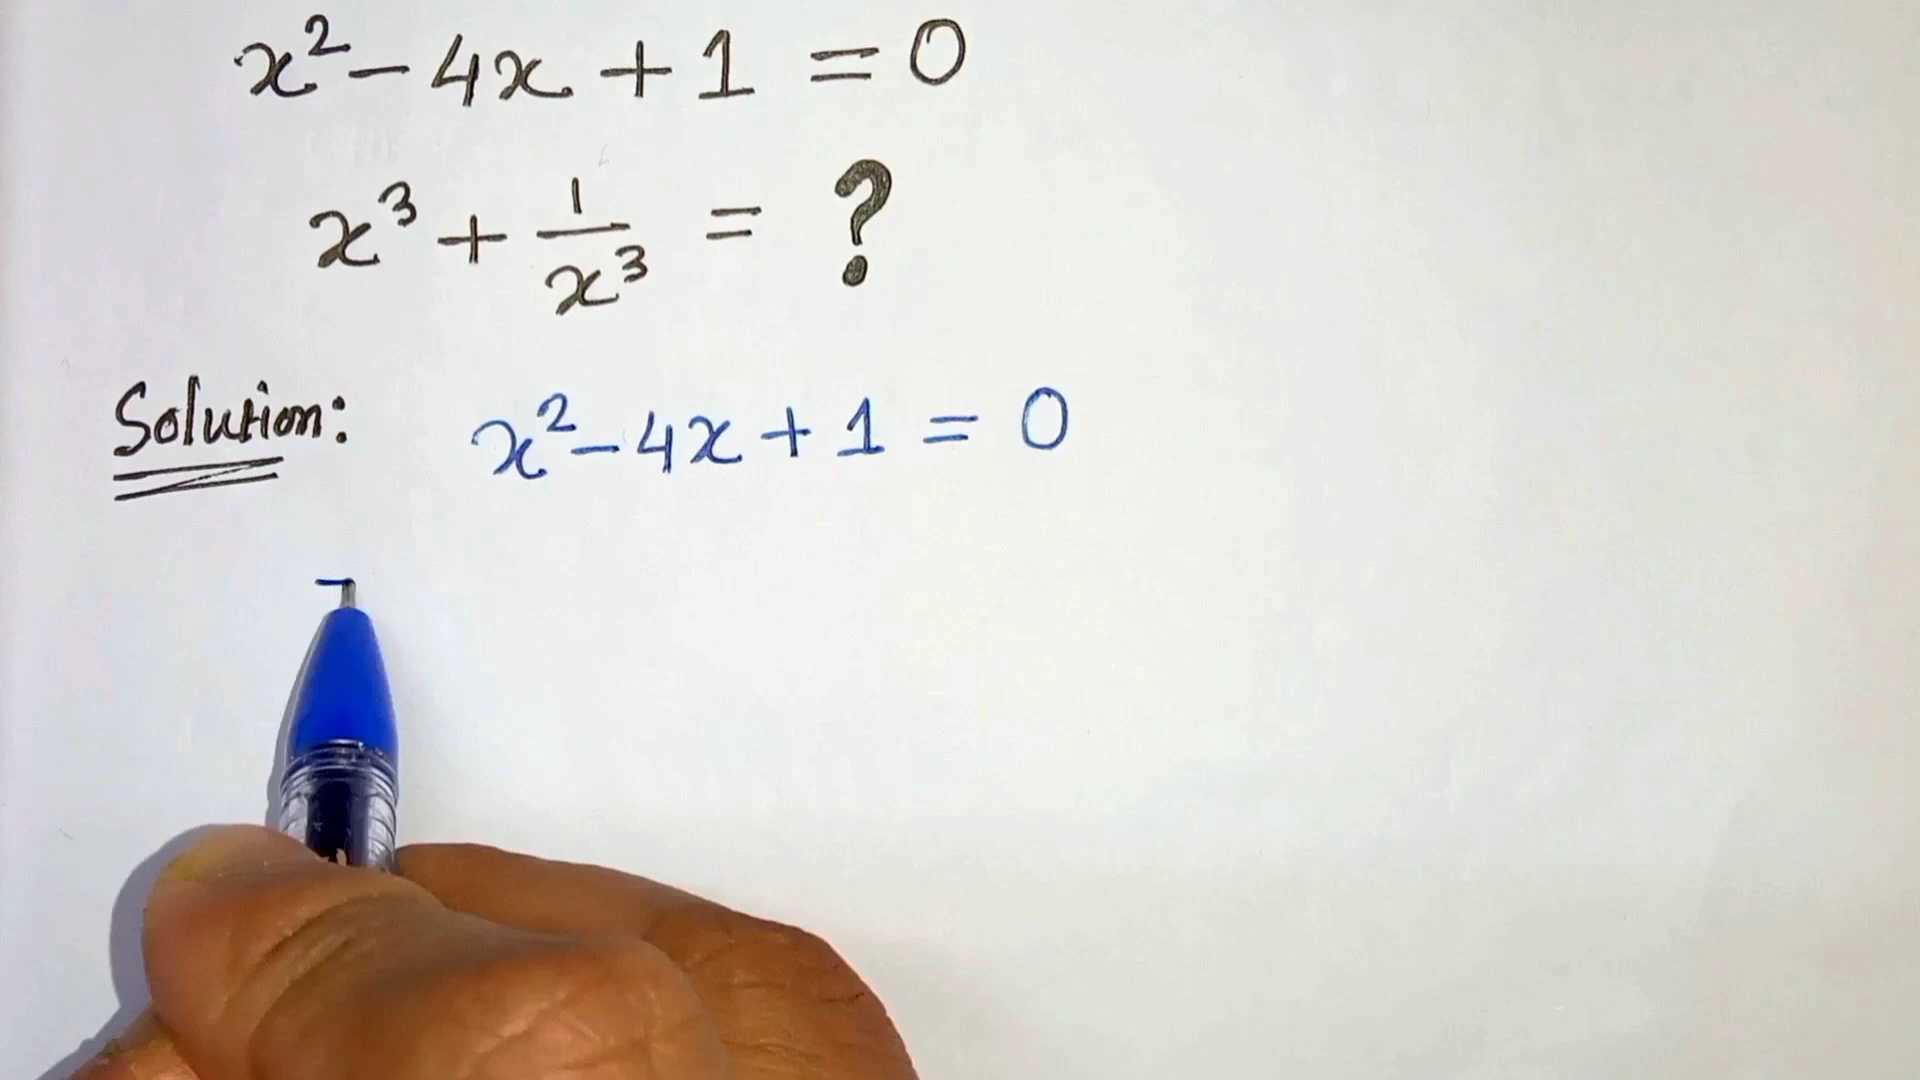 x² - 4x + 1 = 0
x³ + 1/x³ = ?
Solution: x² - 4x + 1 = 0